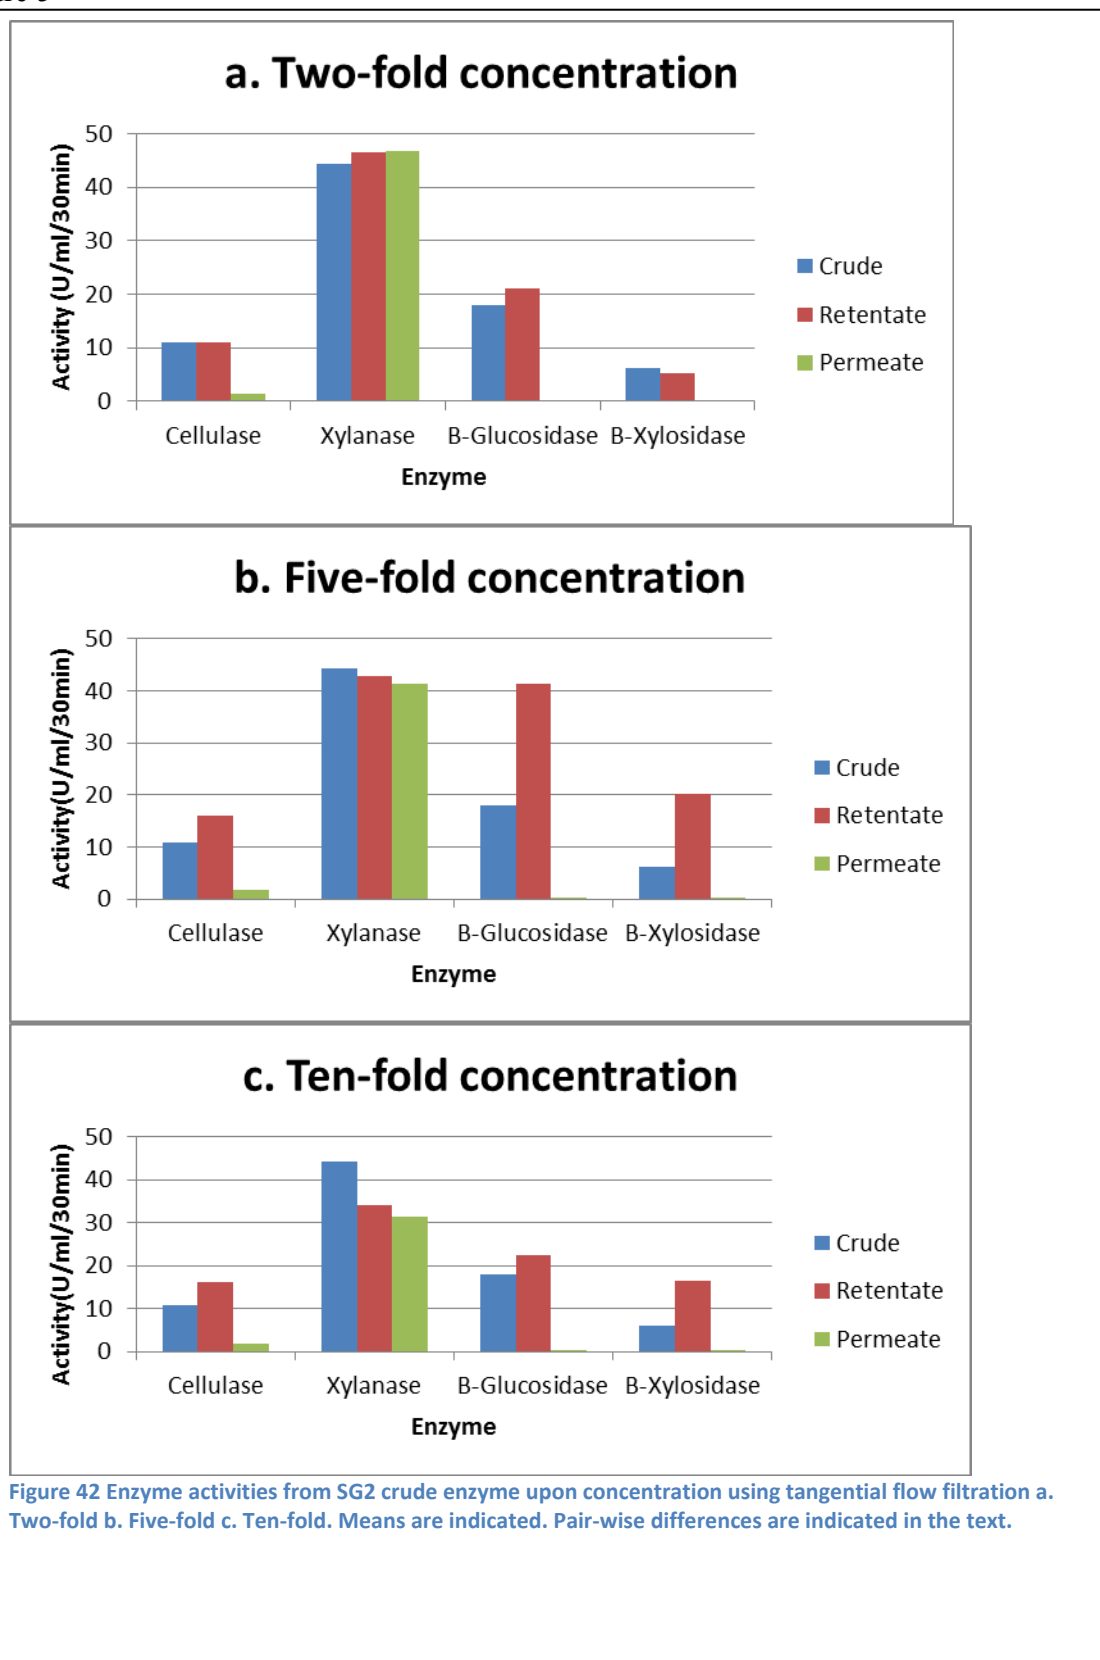 a. Two-fold concentration
Activity (U/ml/30min)
50
40
30
20
10
0
Cellulase Xylanase B-Glucosidase B-Xylosidase
Enzyme
Crude
Retentate
Permeate
b. Five-fold concentration
Activity(U/ml/30min)
50
40
30
20
10
0
Cellulase Xylanase B-Glucosidase B-Xylosidase
Enzyme
Crude
Retentate
Permeate
c. Ten-fold concentration
Activity(U/ml/30min)
50
40
30
20
10
0
Cellulase Xylanase B-Glucosidase B-Xylosidase
Enzyme
Crude
Retentate
Permeate
Figure 42 Enzyme activities from SG2 crude enzyme upon concentration using tangential flow filtration a.
Two-fold b. Five-fold c. Ten-fold. Means are indicated. Pair-wise differences are indicated in the text.